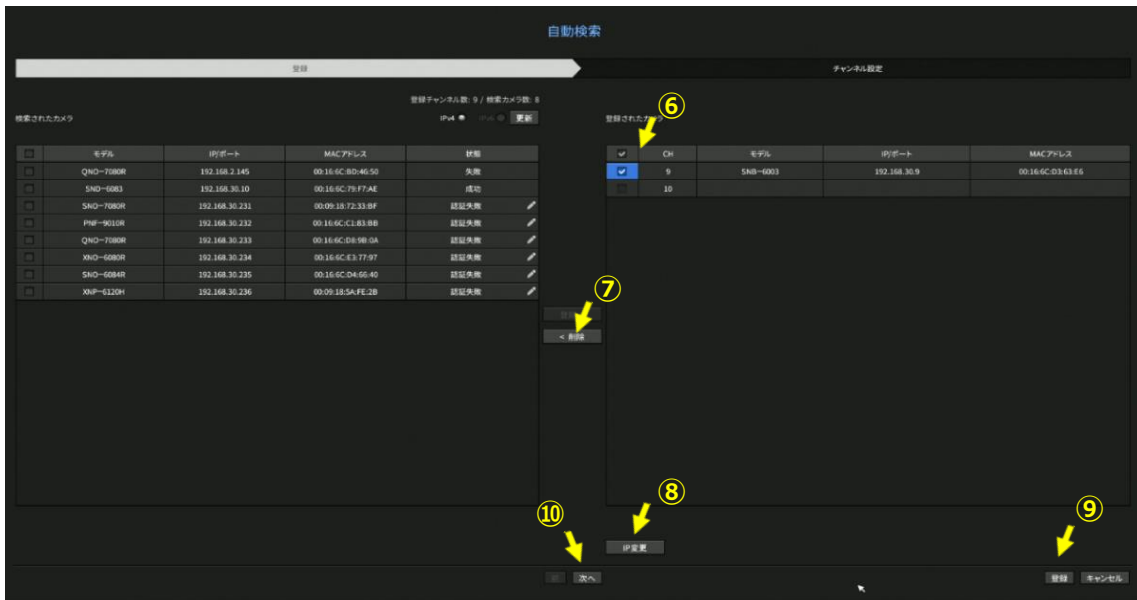 自動検索
登録
チャンネル設定
登録チャンネル数: 9 / 検索カメラ数: 8
検索されたカメラ
IPv4
IPv6
更新
モデル IP/ポート MACアドレス 状態
QNO-7080R 192.168.2.145 00:16:6C:BD:46:50 失敗
SND-6083 192.168.30.10 00:16:6C:79:F7:AE 成功
SNO-7080R 192.168.30.231 00:09:18:72:33:BF 認証失敗
PNF-9010R 192.168.30.232 00:16:6C:C1:83:BB 認証失敗
QNO-7080R 192.168.30.233 00:16:6C:D8:9B:0A 認証失敗
XNO-6080R 192.168.30.234 00:16:6C:E3:77:97 認証失敗
SNO-6084R 192.168.30.235 00:16:6C:D4:66:40 認証失敗
XNP-6120H 192.168.30.236 00:09:18:5A:FE:2B 認証失敗
⑦
登録
< 削除
⑥
登録されたカメラ
CH モデル IP/ポート MACアドレス
9 SNB-6003 192.168.30.9 00:16:6C:D3:63:E6
10
⑧
IP変更
⑩
次へ
⑨
登録 キャンセル